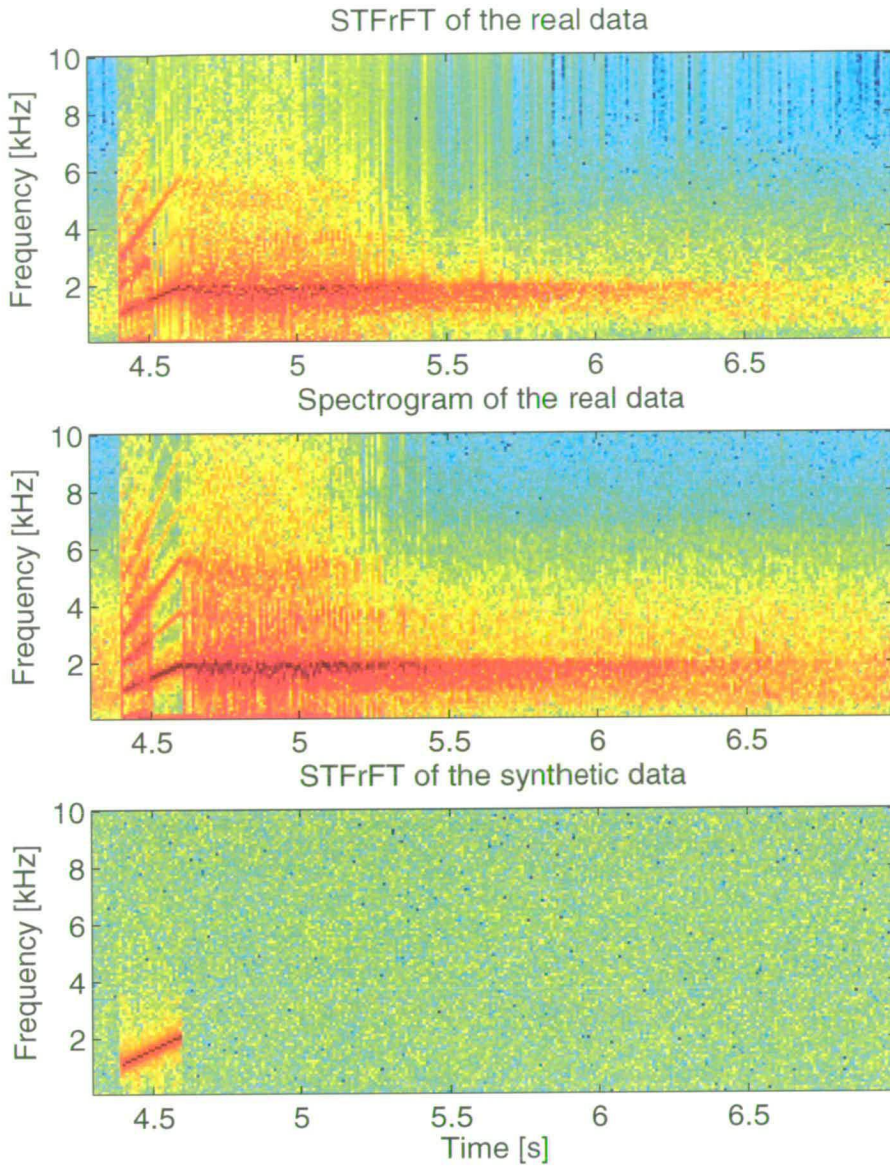 STFrFT of the real data
10
8
6
4
2
Frequency [kHz]
4.5 5 5.5 6 6.5
Spectrogram of the real data
10
8
6
4
2
Frequency [kHz]
4.5 5 5.5 6 6.5
STFrFT of the synthetic data
10
8
6
4
2
Frequency [kHz]
4.5 5 5.5 6 6.5
Time [s]